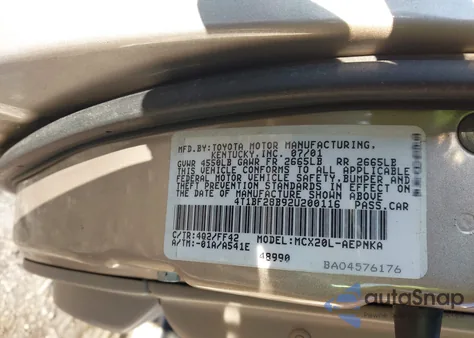 MFD.BY:TOYOTA MOTOR MANUFACTURING,
KENTUCKY,INC. 07/01
GVWR 4550LB GAWR FR 2665LB RR 2665LB
THIS VEHICLE CONFORMS TO ALL APPLICABLE
FEDERAL MOTOR VEHICLE SAFETY,BUMPER AND
THEFT PREVENTION STANDARDS IN EFFECT ON
THE DATE OF MANUFACTURE SHOWN ABOVE
4T1BF28B92U200116 PASS.CAR
C/TR:402/FF42 MODEL:MCX20L-AEPNKA
A/TM:-01A/A541E 48990
BA04576176
autoSnap